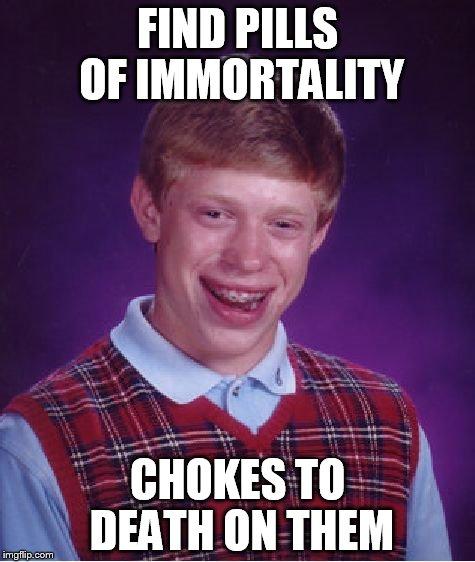 FIND PILLS
OF IMMORTALITY
CHOKES TO
DEATH ON THEM
imgflip.com